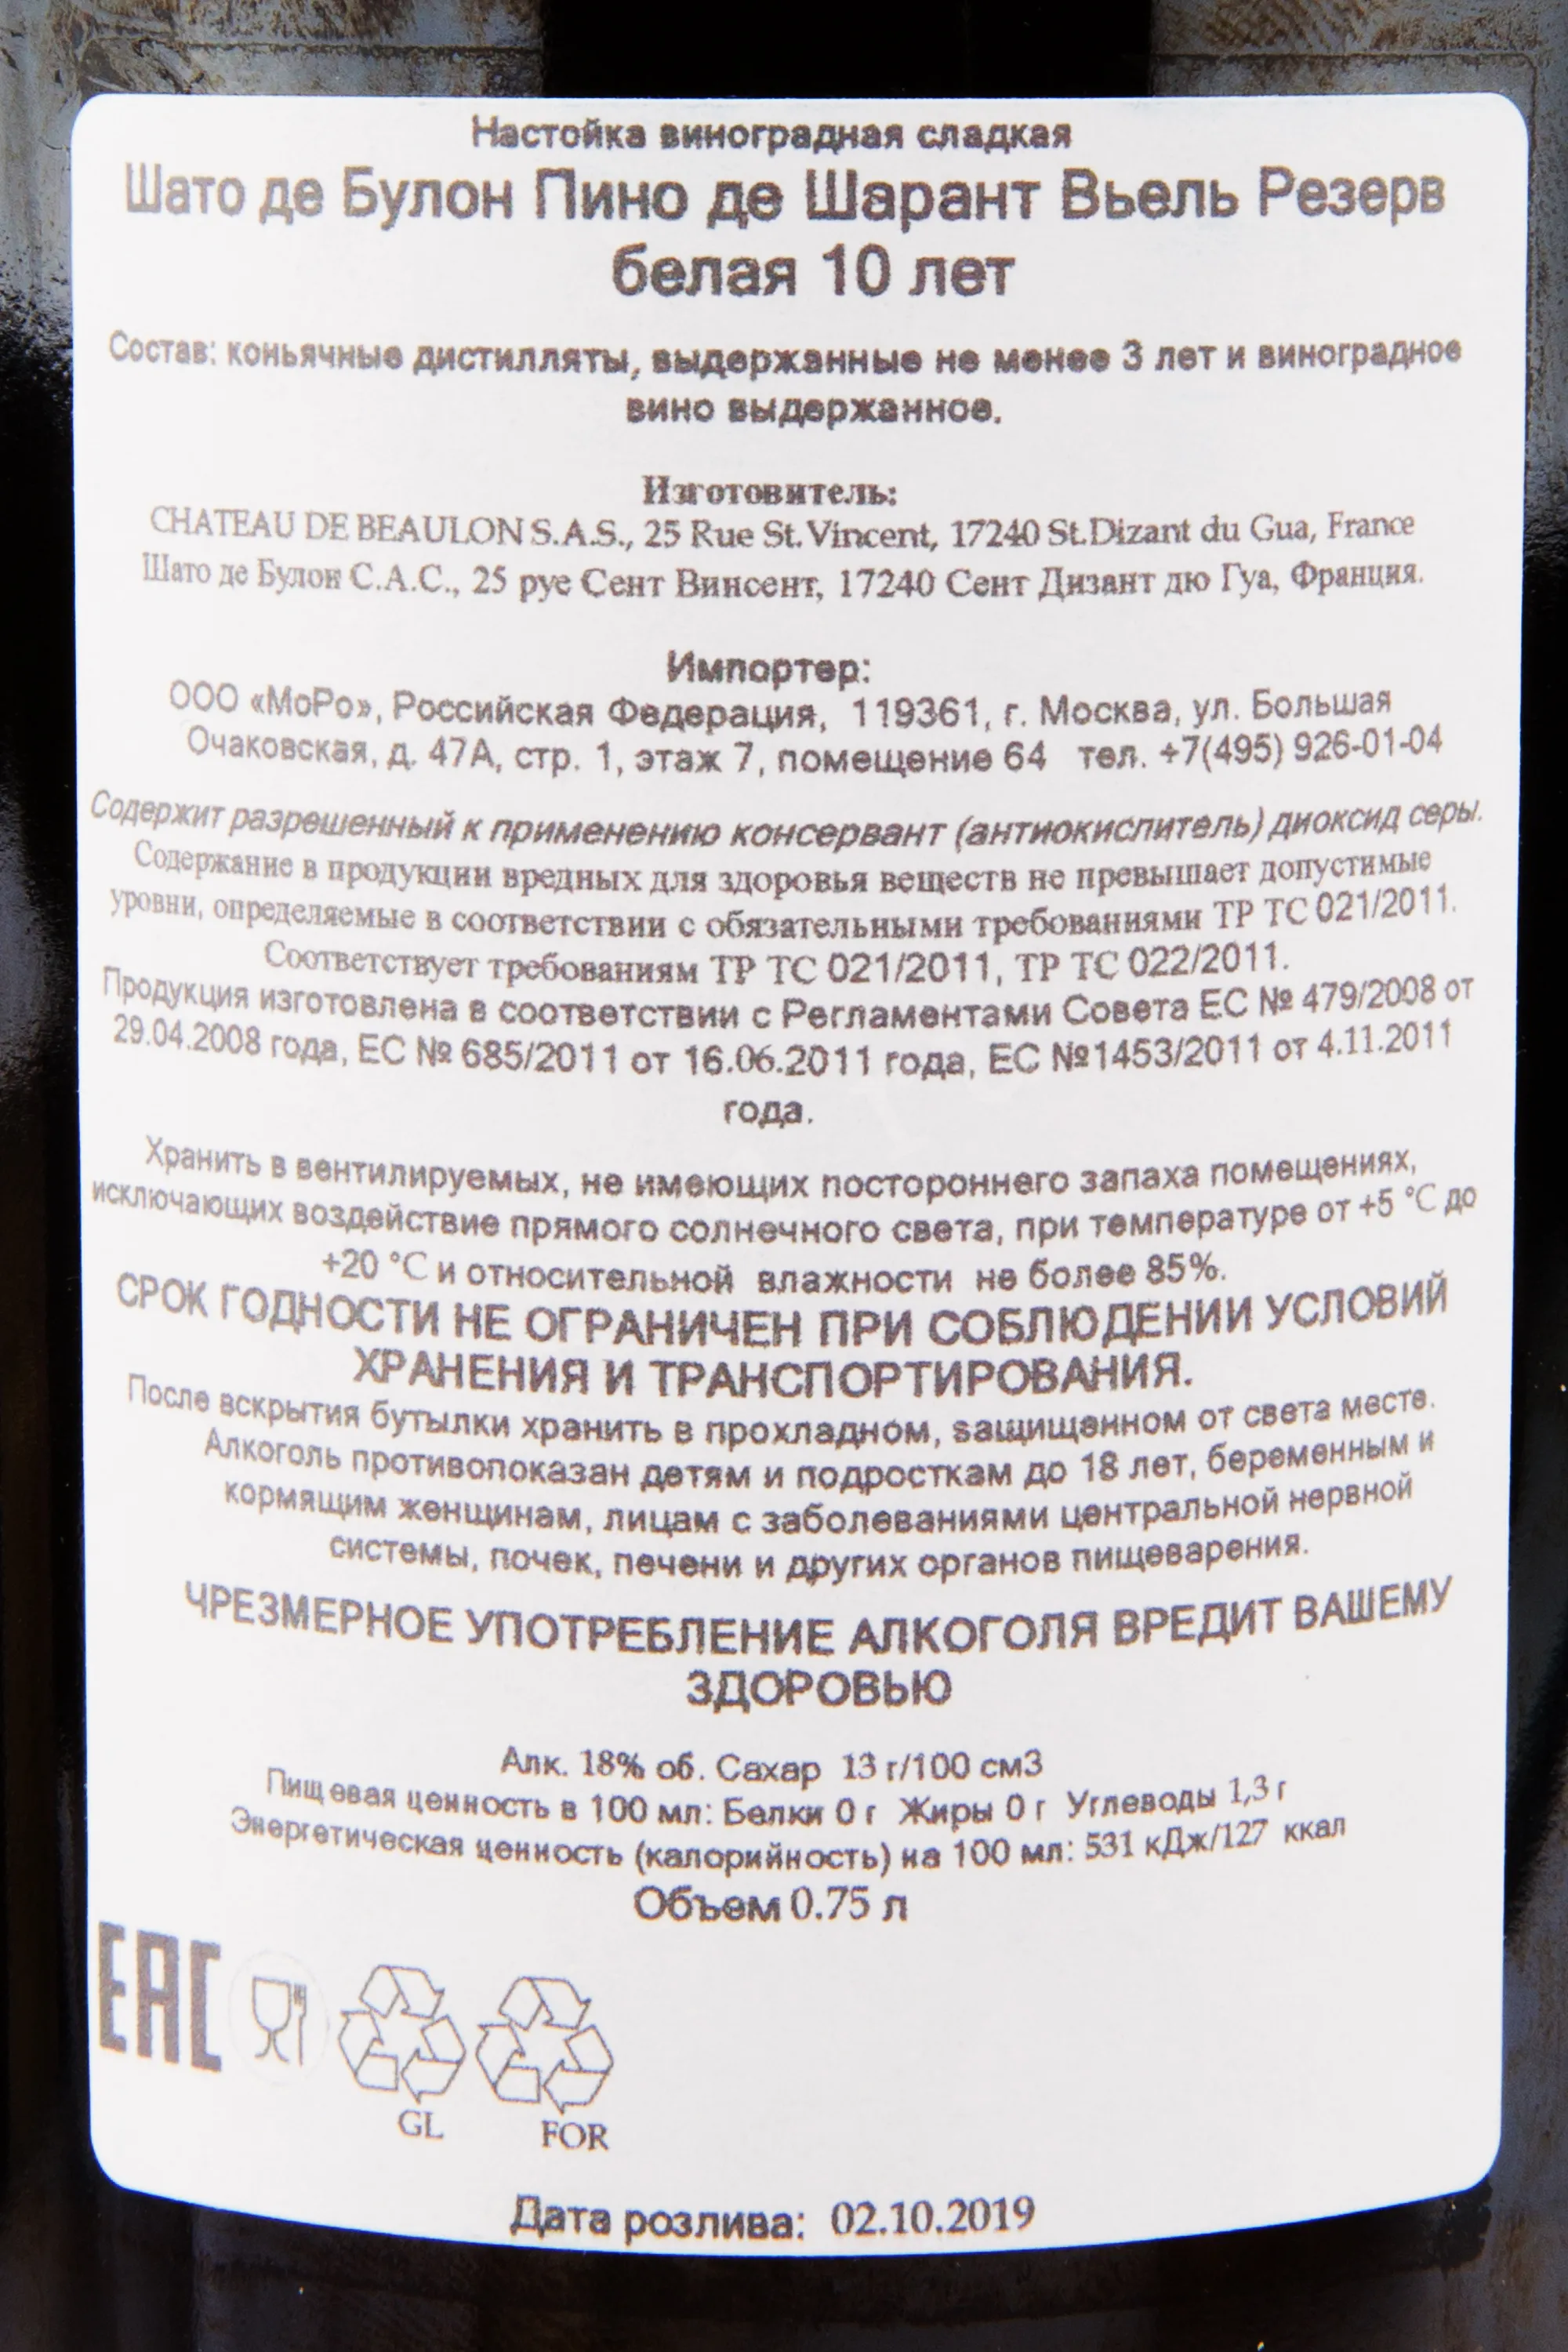 Настойка виноградная сладкая
Шато де Булон Пино де Шарант Вьель Резерв
белая 10 лет
Состав: коньячные дистилляты, выдержанные не менее 3 лет и виноградное
вино выдержанное.
Изготовитель:
CHATEAU DE BEAULON S.A.S., 25 Rue St. Vincent, 17240 St.Dizant du Gua, France
Шато де Булон С.А.С., 25 руе Сент Винсент, 17240 Сент Дизант дю Гуа, Франция.
Импортер:
ООО «МоРо», Российская Федерация, 119361, г. Москва, ул. Большая
Очаковская, д. 47А, стр. 1, этаж 7, помещение 64 тел. +7(495) 926-01-04
Содержит разрешенный к применению консервант (антиокислитель) диоксид серы.
Содержание в продукции вредных для здоровья веществ не превышает допустимые
уровни, определяемые в соответствии с обязательными требованиями ТР ТС 021/2011.
Соответствует требованиям ТР ТС 021/2011, ТР ТС 022/2011.
Продукция изготовлена в соответствии с Регламентами Совета ЕС № 479/2008 от
29.04.2008 года, ЕС № 685/2011 от 16.06.2011 года, ЕС №1453/2011 от 4.11.2011
года.
Хранить в вентилируемых, не имеющих постороннего запаха помещениях,
исключающих воздействие прямого солнечного света, при температуре от +5 °С до
+20 °С и относительной влажности не более 85%.
СРОК ГОДНОСТИ НЕ ОГРАНИЧЕН ПРИ СОБЛЮДЕНИИ УСЛОВИЙ
ХРАНЕНИЯ И ТРАНСПОРТИРОВАНИЯ.
После вскрытия бутылки хранить в прохладном, защищенном от света месте.
Алкоголь противопоказан детям и подросткам до 18 лет, беременным и
кормящим женщинам, лицам с заболеваниями центральной нервной
системы, почек, печени и других органов пищеварения.
ЧРЕЗМЕРНОЕ УПОТРЕБЛЕНИЕ АЛКОГОЛЯ ВРЕДИТ ВАШЕМУ
ЗДОРОВЬЮ
Алк. 18% об. Сахар 13 г/100 см3
Пищевая ценность в 100 мл: Белки 0 г Жиры 0 г Углеводы 1,3 г
Энергетическая ценность (калорийность) на 100 мл: 531 кДж/127 ккал
Объем 0.75 л
EAC
GL FOR
Дата розлива: 02.10.2019